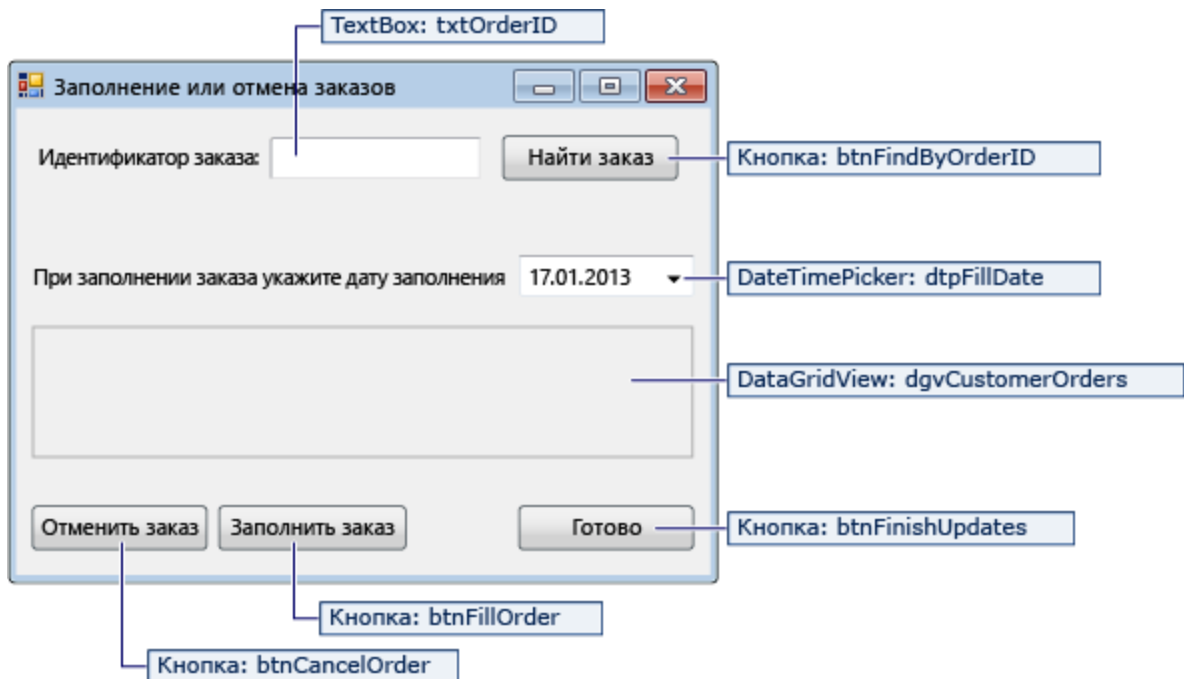 TextBox: txtOrderID
Заполнение или отмена заказов
Идентификатор заказа:
Найти заказ
Кнопка: btnFindByOrderID
При заполнении заказа укажите дату заполнения
17.01.2013
DateTimePicker: dtpFillDate
DataGridView: dgvCustomerOrders
Отменить заказ
Заполнить заказ
Готово
Кнопка: btnFinishUpdates
Кнопка: btnFillOrder
Кнопка: btnCancelOrder